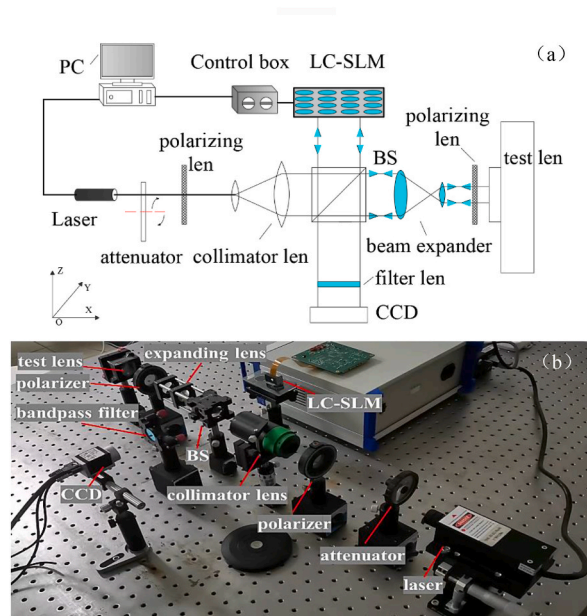 (a)
PC
Control box
LC-SLM
polarizing
len
BS
polarizing
len
test len
Laser
attenuator
collimator len
beam expander
filter len
CCD
Z
Y
O
X
(b)
test lens
expanding lens
polarizer
bandpass filter
LC-SLM
BS
CCD
collimator lens
polarizer
attenuator
laser